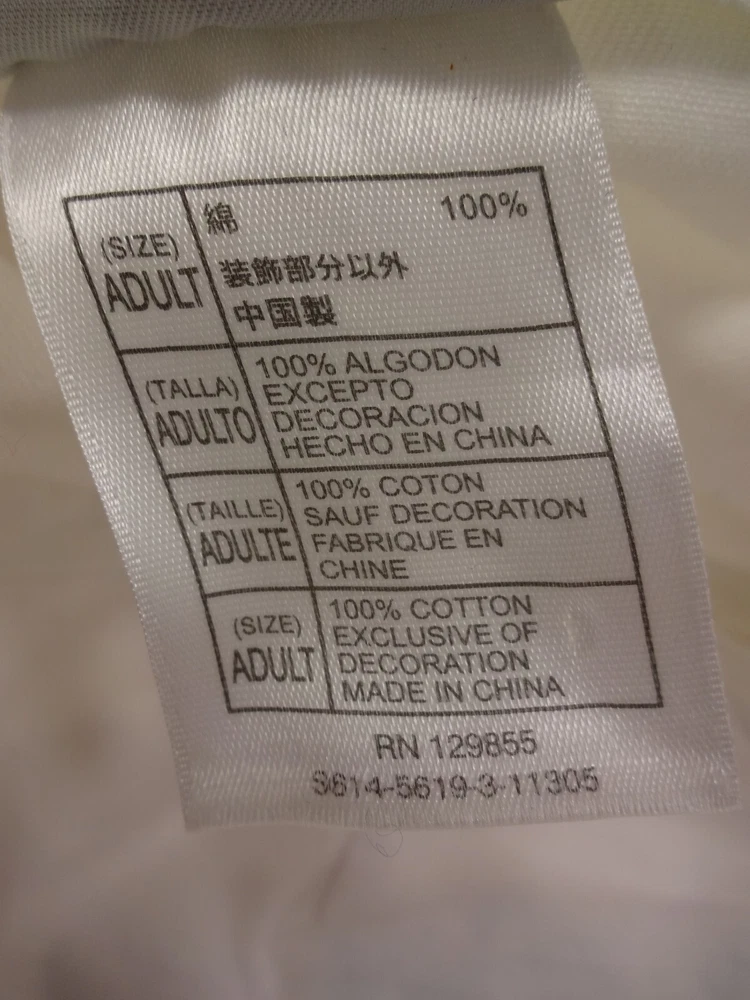 (SIZE)
ADULT
綿 100%
装飾部分以外
中国製
(TALLA)
ADULTO
100% ALGODON
EXCEPTO
DECORACION
HECHO EN CHINA
(TAILLE)
ADULTE
100% COTON
SAUF DECORATION
FABRIQUE EN
CHINE
(SIZE)
ADULT
100% COTTON
EXCLUSIVE OF
DECORATION
MADE IN CHINA
RN 129855
S614-5619-3-11305